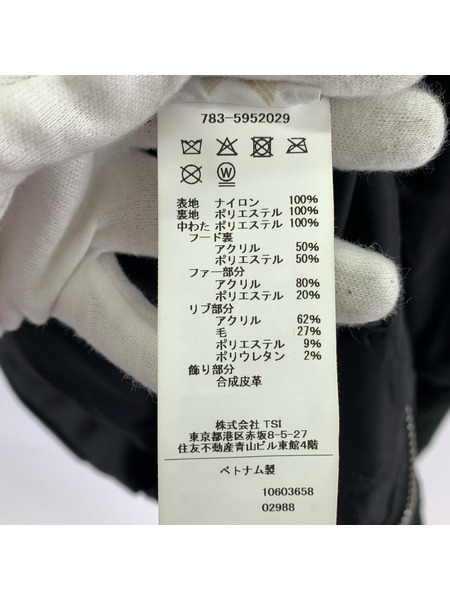 783-5952029
W
表地 ナイロン 100%
裏地 ポリエステル 100%
中わた ポリエステル 100%
フード裏
アクリル 50%
ポリエステル 50%
ファー部分
アクリル 80%
ポリエステル 20%
リブ部分
アクリル 62%
毛 27%
ポリエステル 9%
ポリウレタン 2%
飾り部分
合成皮革
株式会社 TSI
東京都港区赤坂8-5-27
住友不動産青山ビル東館4階
ベトナム製
10603658
02988